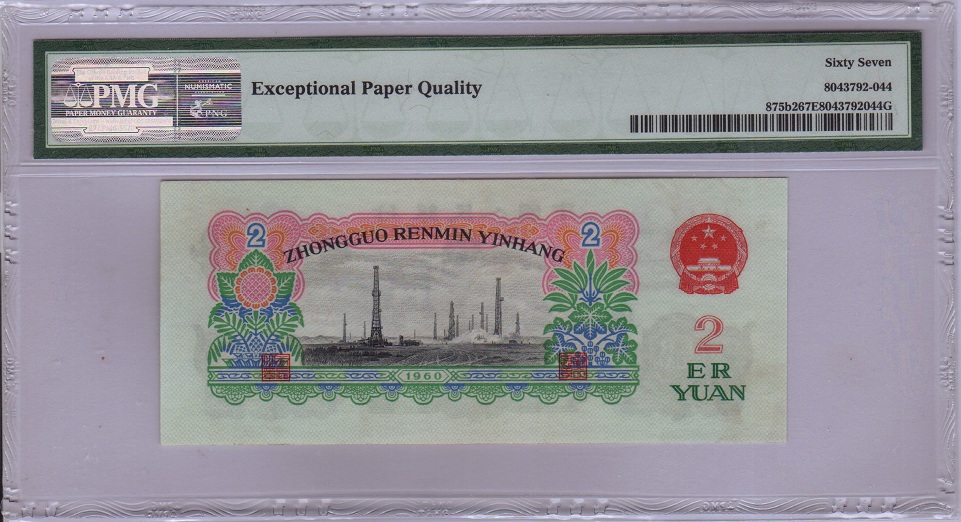 PMG
PAPER MONEY GUARANTY
NUMISMATIC
PNG
Exceptional Paper Quality
Sixty Seven
8043792-044
875b267E8043792044G
2
2
ZHONGGUO RENMIN YINHANG
1960
2
ER
YUAN